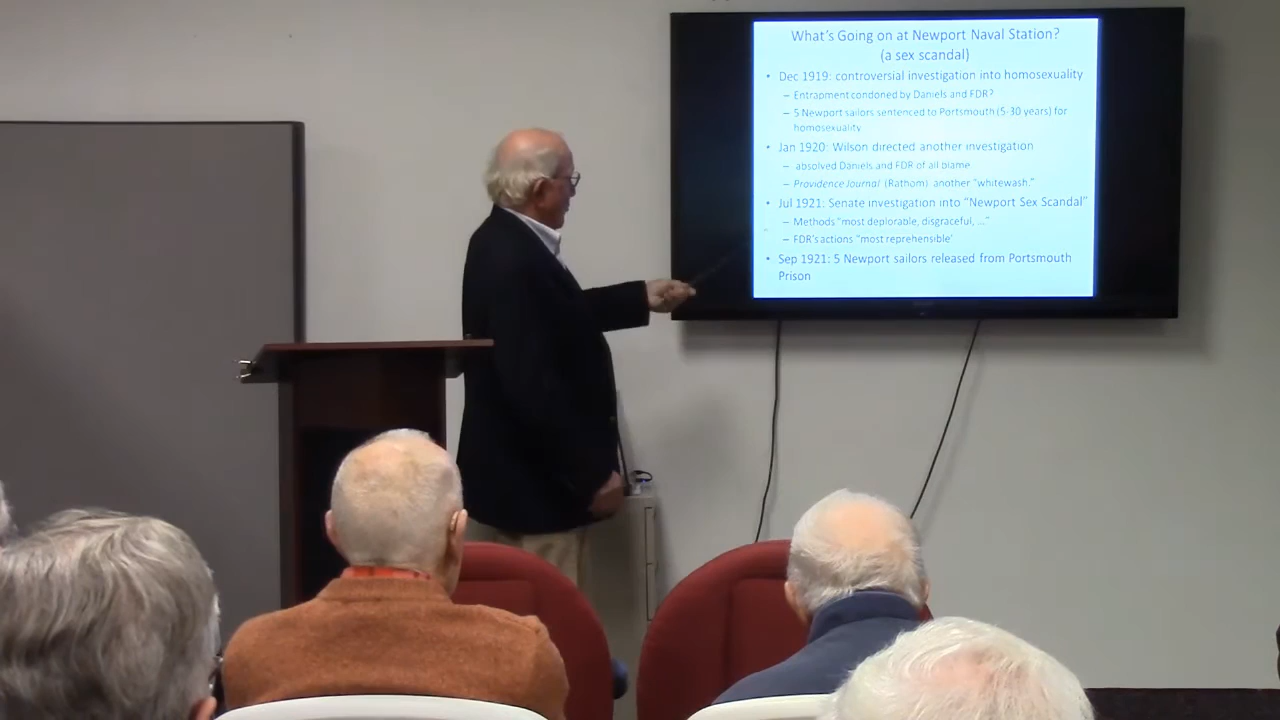 What's Going on at Newport Naval Station?
(a sex scandal)
• Dec 1919: controversial investigation into homosexuality
– Entrapment condoned by Daniels and FDR?
– 5 Newport sailors sentenced to Portsmouth (5-30 years) for
homosexuality
• Jan 1920: Wilson directed another investigation
– absolved Daniels and FDR of all blame
– Providence Journal (Rathom) another "whitewash."
• Jul 1921: Senate investigation into "Newport Sex Scandal"
– Methods "most deplorable, disgraceful, ..."
– FDR's actions "most reprehensible'
• Sep 1921: 5 Newport sailors released from Portsmouth
Prison